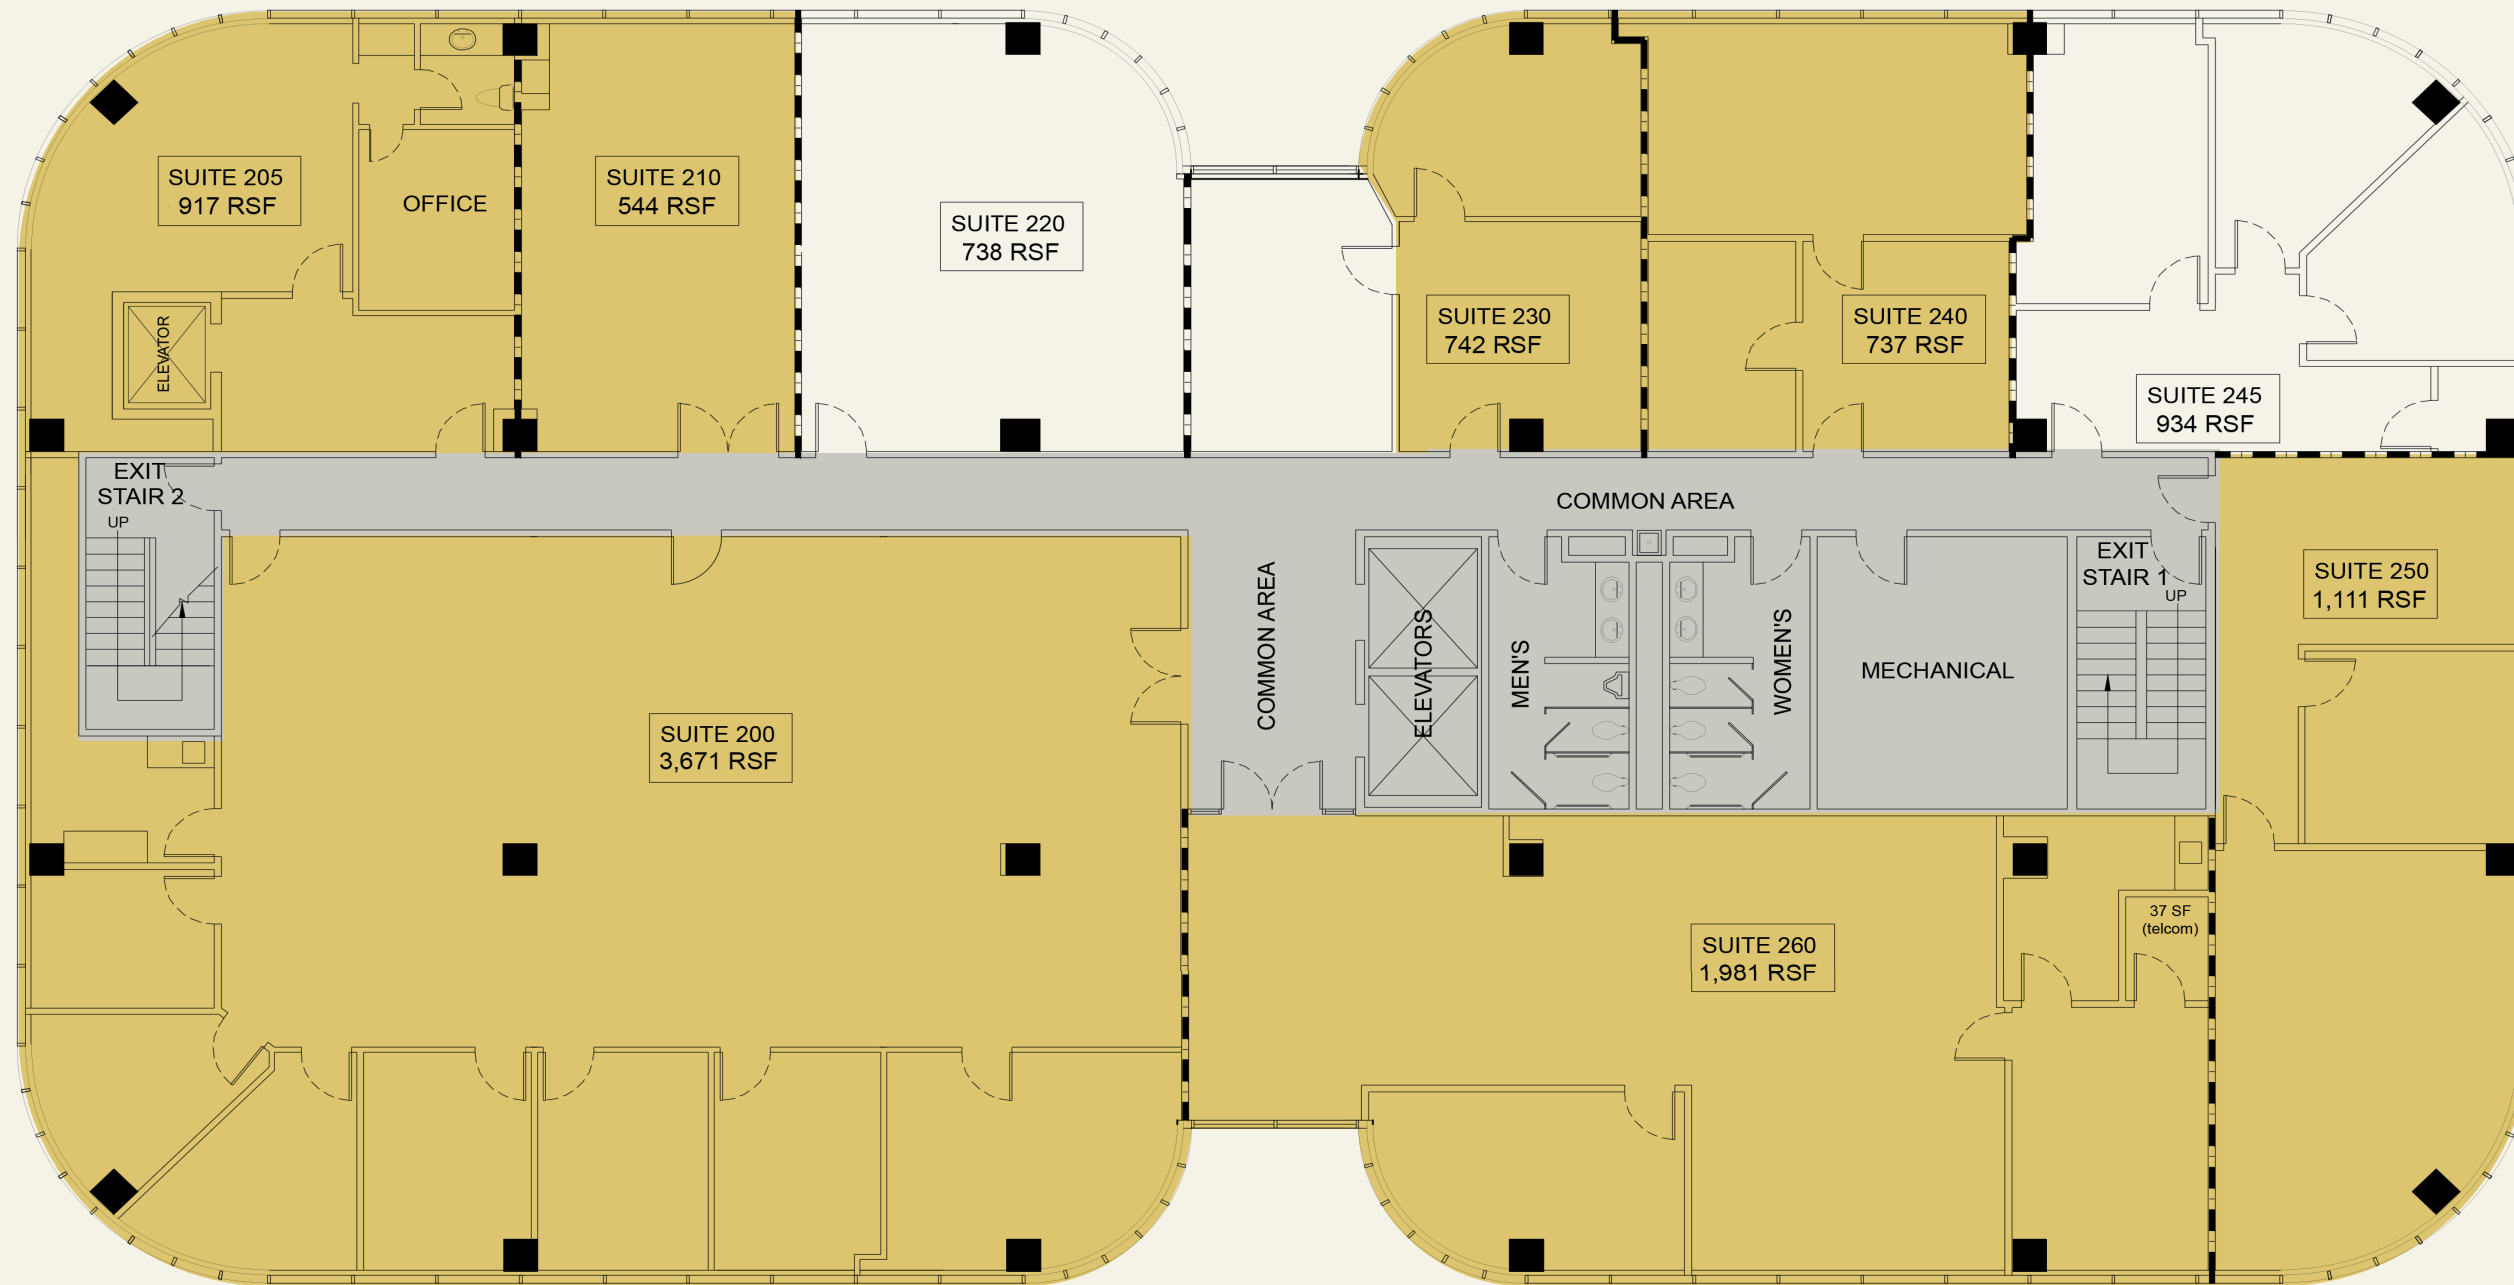 SUITE 205
917 RSF
OFFICE
SUITE 210
544 RSF
SUITE 220
738 RSF
SUITE 230
742 RSF
SUITE 240
737 RSF
SUITE 245
934 RSF
ELEVATOR
EXIT
STAIR 2
UP
COMMON AREA
EXIT
STAIR 1
UP
SUITE 250
1,111 RSF
COMMON AREA
ELEVATORS
MEN'S
WOMEN'S
MECHANICAL
SUITE 200
3,671 RSF
SUITE 260
1,981 RSF
37 SF
(telcom)